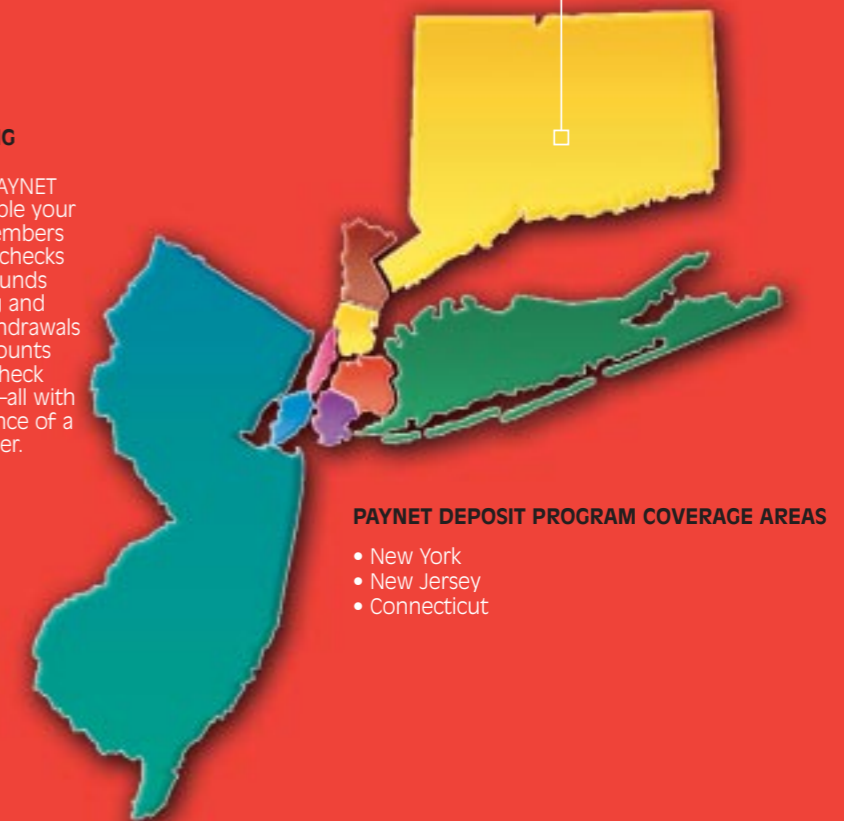 G
AYNET
ble your
embers
checks
unds
and
hdrawals
ounts
heck
–all with
nce of a
er.
PAYNET DEPOSIT PROGRAM COVERAGE AREAS
• New York
• New Jersey
• Connecticut